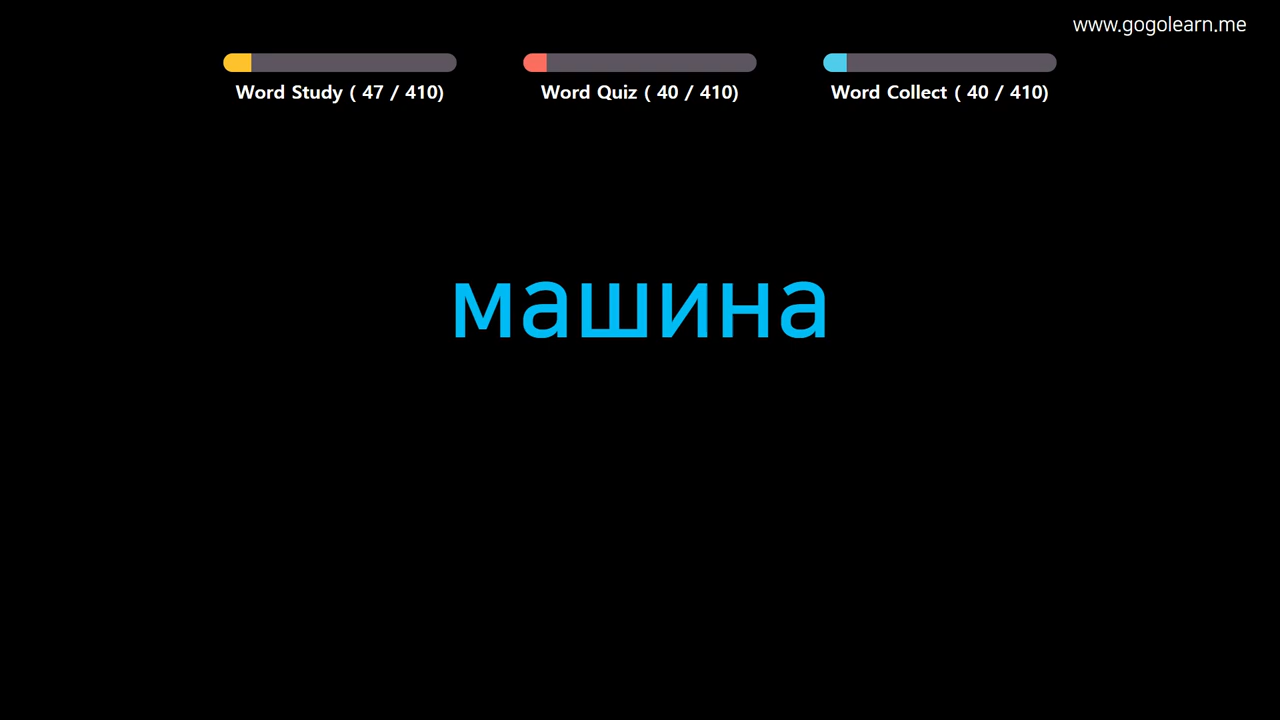 www.gogolearn.me
Word Study ( 47 / 410)
Word Quiz ( 40 / 410)
Word Collect ( 40 / 410)
машина